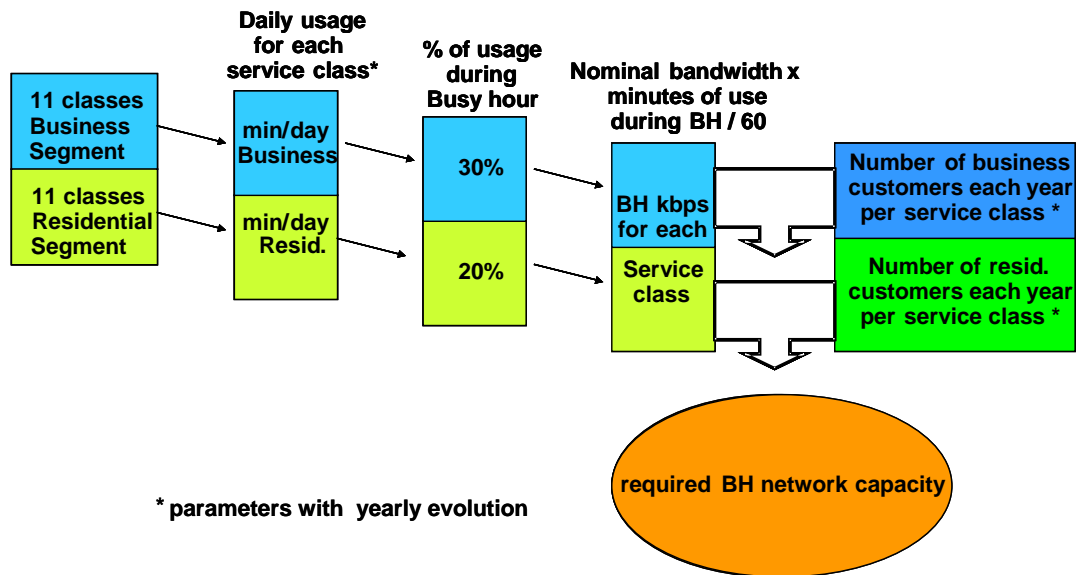 Daily usage
for each
service class*
% of usage
during
Busy hour
Nominal bandwidth x
minutes of use
during BH / 60
11 classes
Business
Segment
11 classes
Residential
Segment
min/day
Business
min/day
Resid.
30%
20%
BH kbps
for each
Service
class
Number of business
customers each year
per service class *
Number of resid.
customers each year
per service class *
required BH network capacity
* parameters with yearly evolution